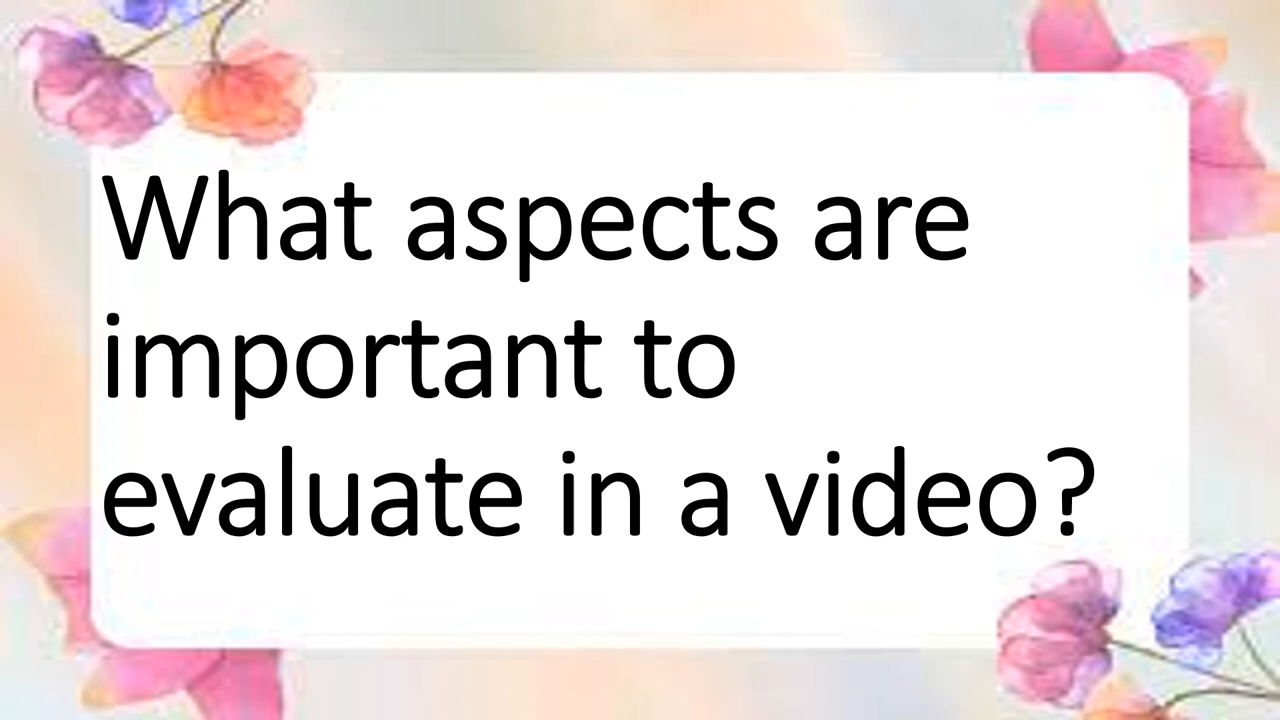 What aspects are
important to
evaluate in a video?